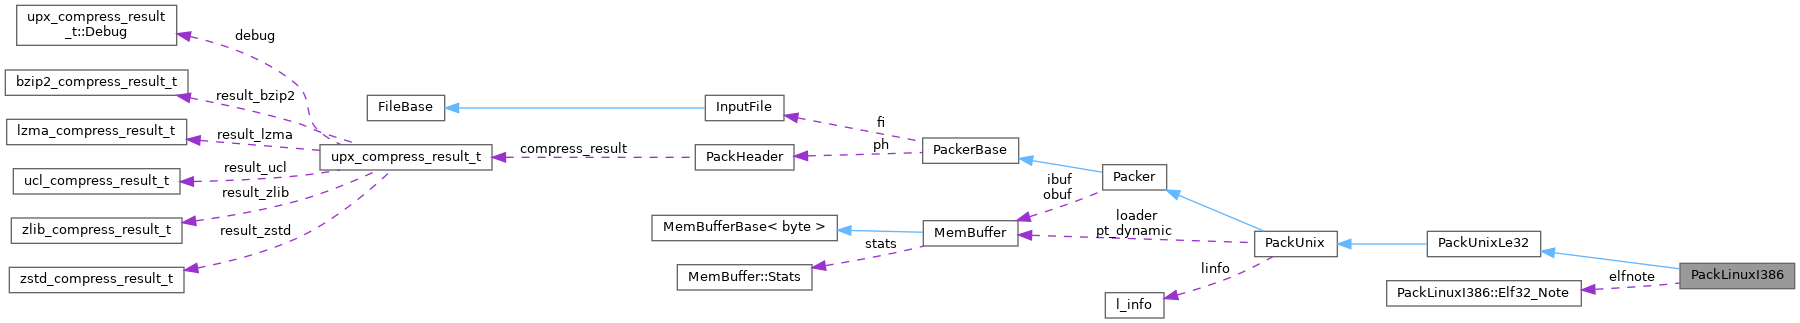 upx_compress_result
_t::Debug
debug
bzip2_compress_result_t
result_bzip2
FileBase
InputFile
lzma_compress_result_t
result_lzma
fi
upx_compress_result_t
compress_result
PackHeader
ph
PackerBase
ucl_compress_result_t
result_ucl
Packer
result_zlib
ibuf
obuf
zlib_compress_result_t
result_zstd
MemBufferBase< byte >
MemBuffer
loader
pt_dynamic
PackUnix
PackUnixLe32
stats
zstd_compress_result_t
MemBuffer::Stats
linfo
l_info
elfnote
PackLinuxI386::Elf32_Note
PackLinuxI386